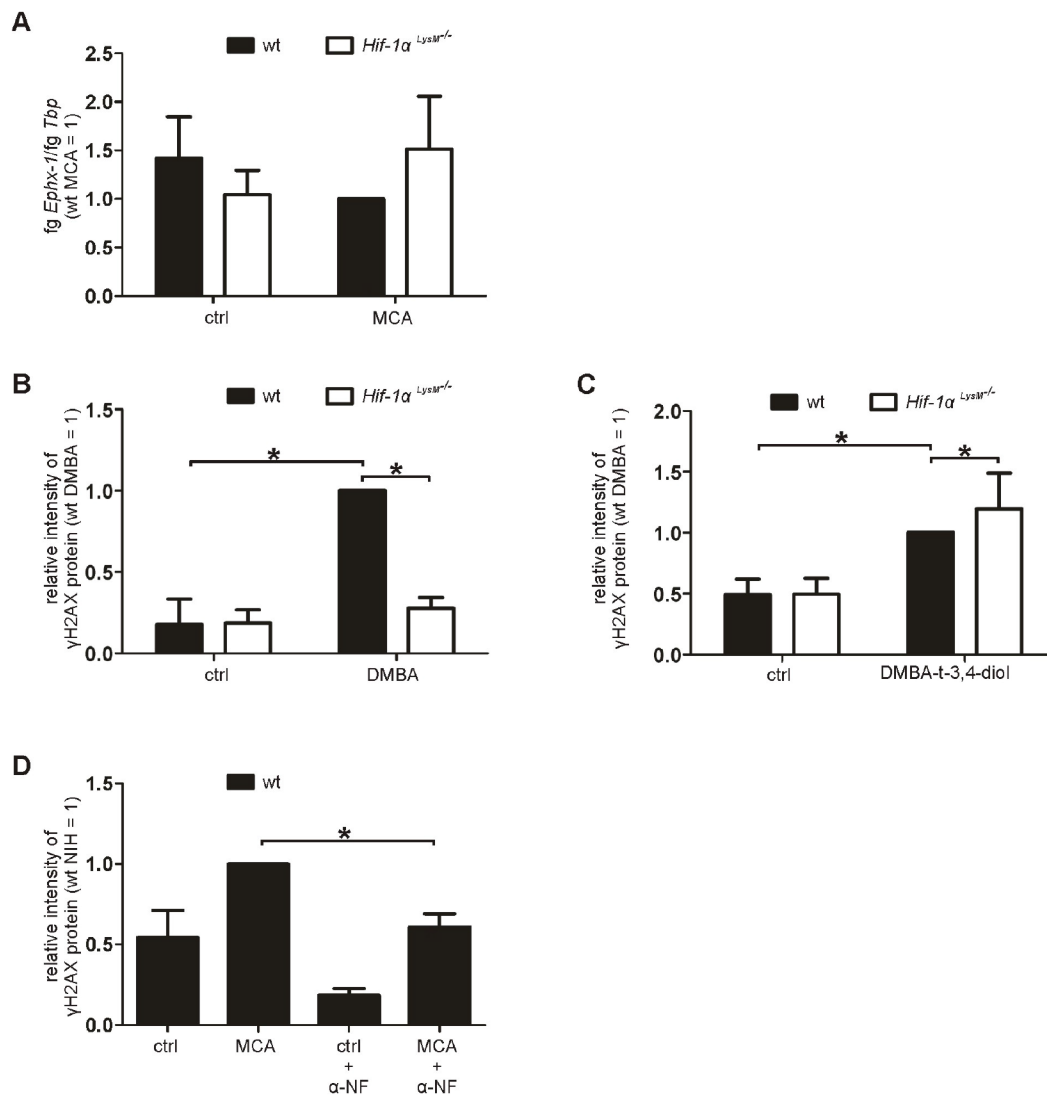 A
wt
Hif-1α LysM-/-
fg Ephx-1/fg Tbp
(wt MCA = 1)
2.5
2.0
1.5
1.0
0.5
0.0
ctrl
MCA
B
wt
Hif-1α LysM-/-
relative intensity of
γH2AX protein (wt DMBA = 1)
1.5
1.0
0.5
0.0
*
*
ctrl
DMBA
C
wt
Hif-1α LysM-/-
relative intensity of
γH2AX protein (wt DMBA = 1)
2.0
1.5
1.0
0.5
0.0
*
*
ctrl
DMBA-t-3,4-diol
D
wt
relative intensity of
γH2AX protein (wt NIH = 1)
1.5
1.0
0.5
0.0
*
ctrl
MCA
ctrl
+
α-NF
MCA
+
α-NF